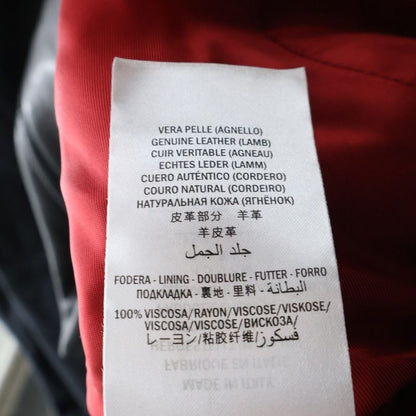 VERA PELLE (AGNELLO)
GENUINE LEATHER (LAMB)
CUIR VERITABLE (AGNEAU)
ECHTES LEDER (LAMM)
CUERO AUTÉNTICO (CORDERO)
COURO NATURAL (CORDEIRO)
НАТУРАЛЬНАЯ КОЖА (ЯГНЁНОК)
皮革部分 羊革
羊皮革
جلد الجمل
FODERA - LINING - DOUBLURE - FUTTER - FORRO
ПОДКЛАДКА - 裏地 - 里料 - البطانة
100% VISCOSA/RAYON/VISCOSE/VISKOSE/
VISCOSA/VISCOSE/ВИСКОЗА/
レーヨン/粘胶纤维/فسكوز
FABRIQUE EN ITALIE
MADE IN ITALY